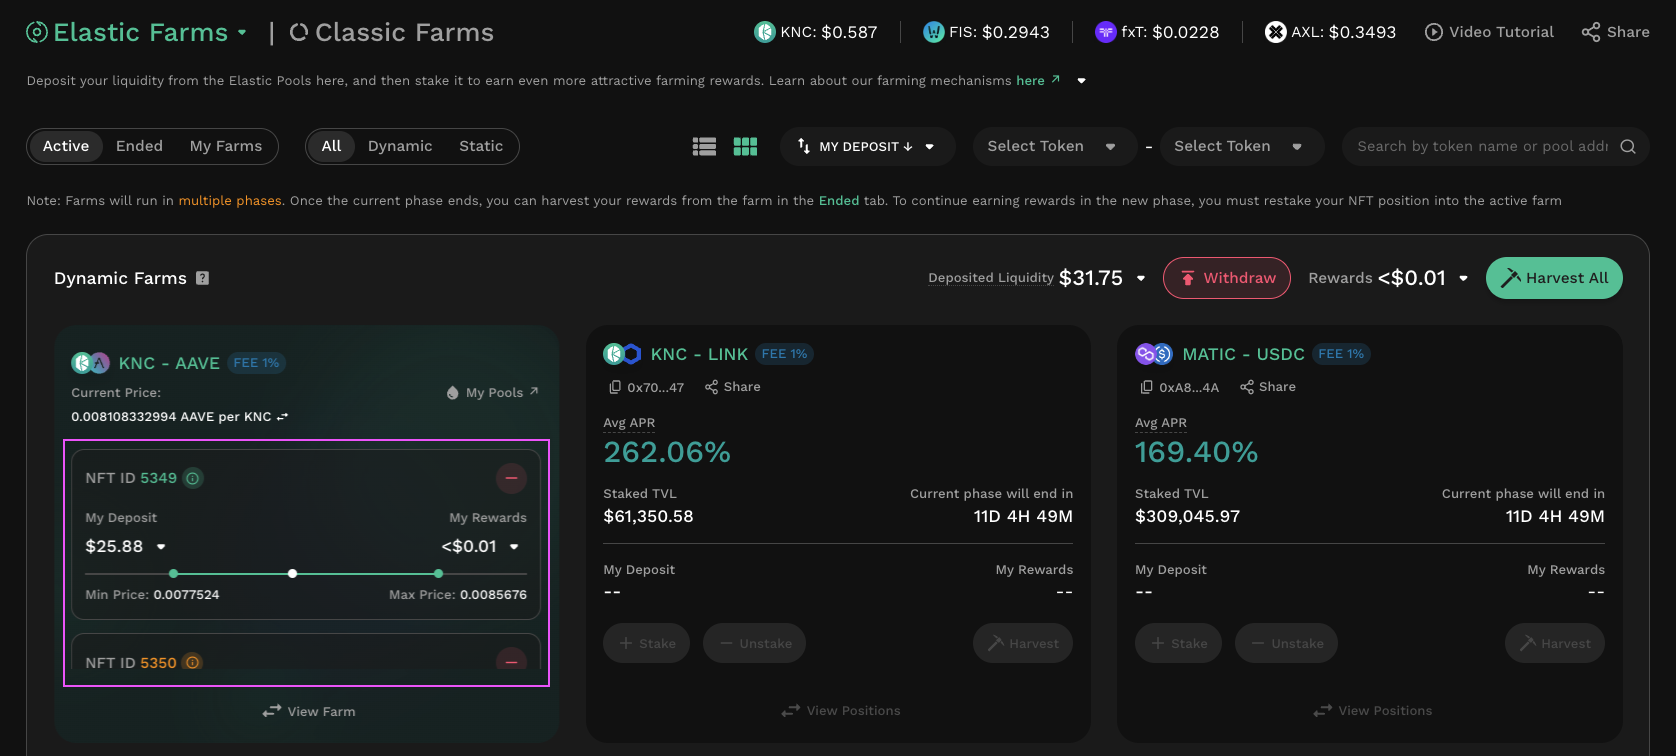 Elastic Farms | Classic Farms
KNC: $0.587
FIS: $0.2943
fxT: $0.0228
AXL: $0.3493
Video Tutorial
Share
Deposit your liquidity from the Elastic Pools here, and then stake it to earn even more attractive farming rewards. Learn about our farming mechanisms here ↗
Active Ended My Farms
All Dynamic Static
MY DEPOSIT ↓
Select Token - Select Token
Search by token name or pool addr
Note: Farms will run in multiple phases. Once the current phase ends, you can harvest your rewards from the farm in the Ended tab. To continue earning rewards in the new phase, you must restake your NFT position into the active farm
Dynamic Farms ?
Deposited Liquidity $31.75
Withdraw
Rewards <$0.01
Harvest All
KNC - AAVE FEE 1%
Current Price:
My Pools ↗
0.008108332994 AAVE per KNC
NFT ID 5349
My Deposit My Rewards
$25.88 <$0.01
Min Price: 0.0077524 Max Price: 0.0085676
NFT ID 5350
View Farm
KNC - LINK FEE 1%
0x70...47 Share
Avg APR
262.06%
Staked TVL Current phase will end in
$61,350.58 11D 4H 49M
My Deposit My Rewards
-- --
+ Stake − Unstake Harvest
View Positions
MATIC - USDC FEE 1%
0xA8...4A Share
Avg APR
169.40%
Staked TVL Current phase will end in
$309,045.97 11D 4H 49M
My Deposit My Rewards
-- --
+ Stake − Unstake Harvest
View Positions